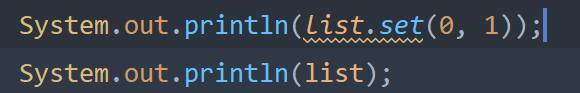 System.out.println(list.set(0, 1));
System.out.println(list);